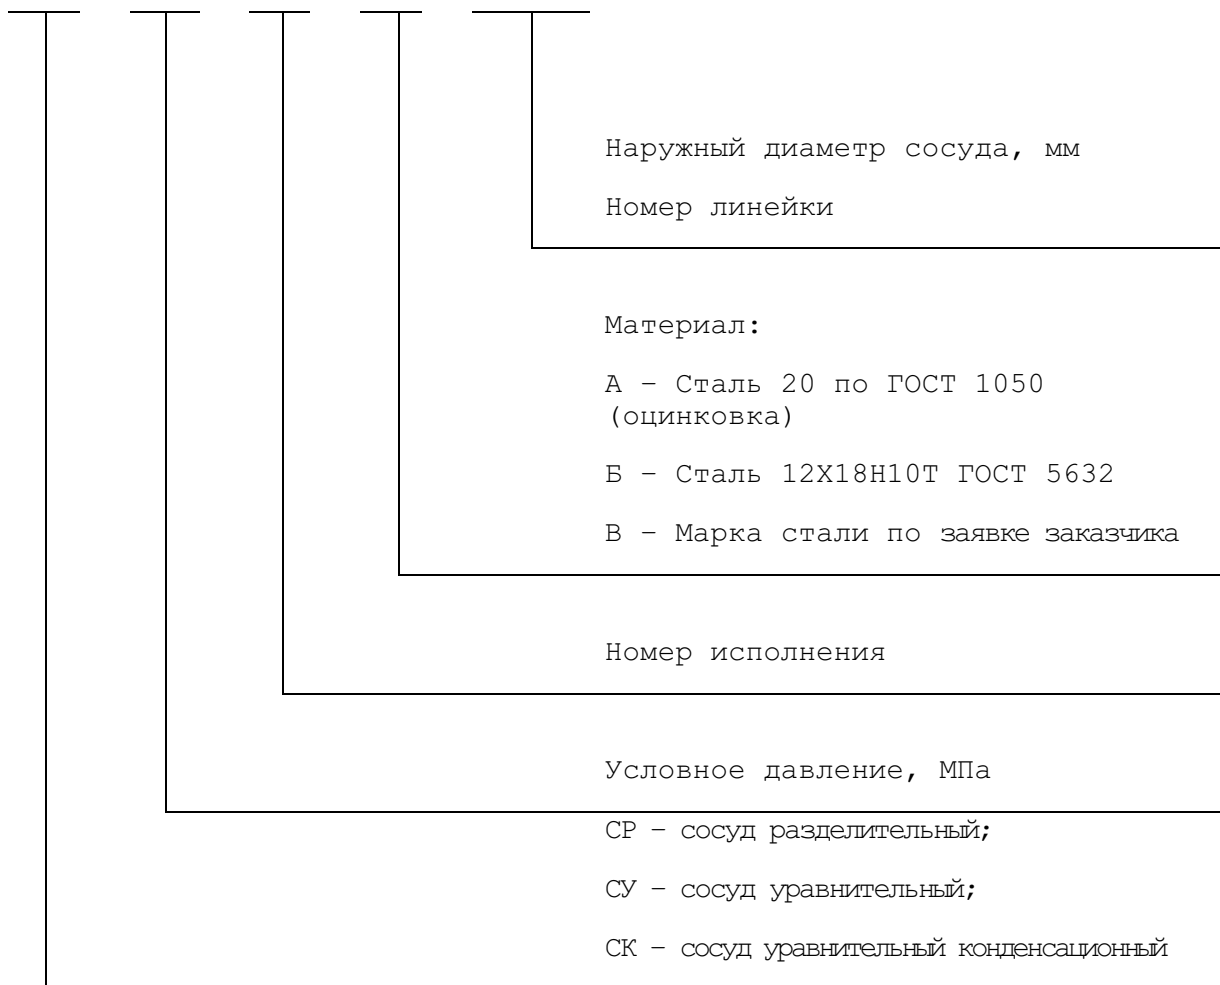 Наружный диаметр сосуда, мм
Номер линейки
Материал:
А – Сталь 20 по ГОСТ 1050
(оцинковка)
Б – Сталь 12Х18Н10Т ГОСТ 5632
В – Марка стали по заявке заказчика
Номер исполнения
Условное давление, МПа
СР – сосуд разделительный;
СУ – сосуд уравнительный;
СК – сосуд уравнительный конденсационный